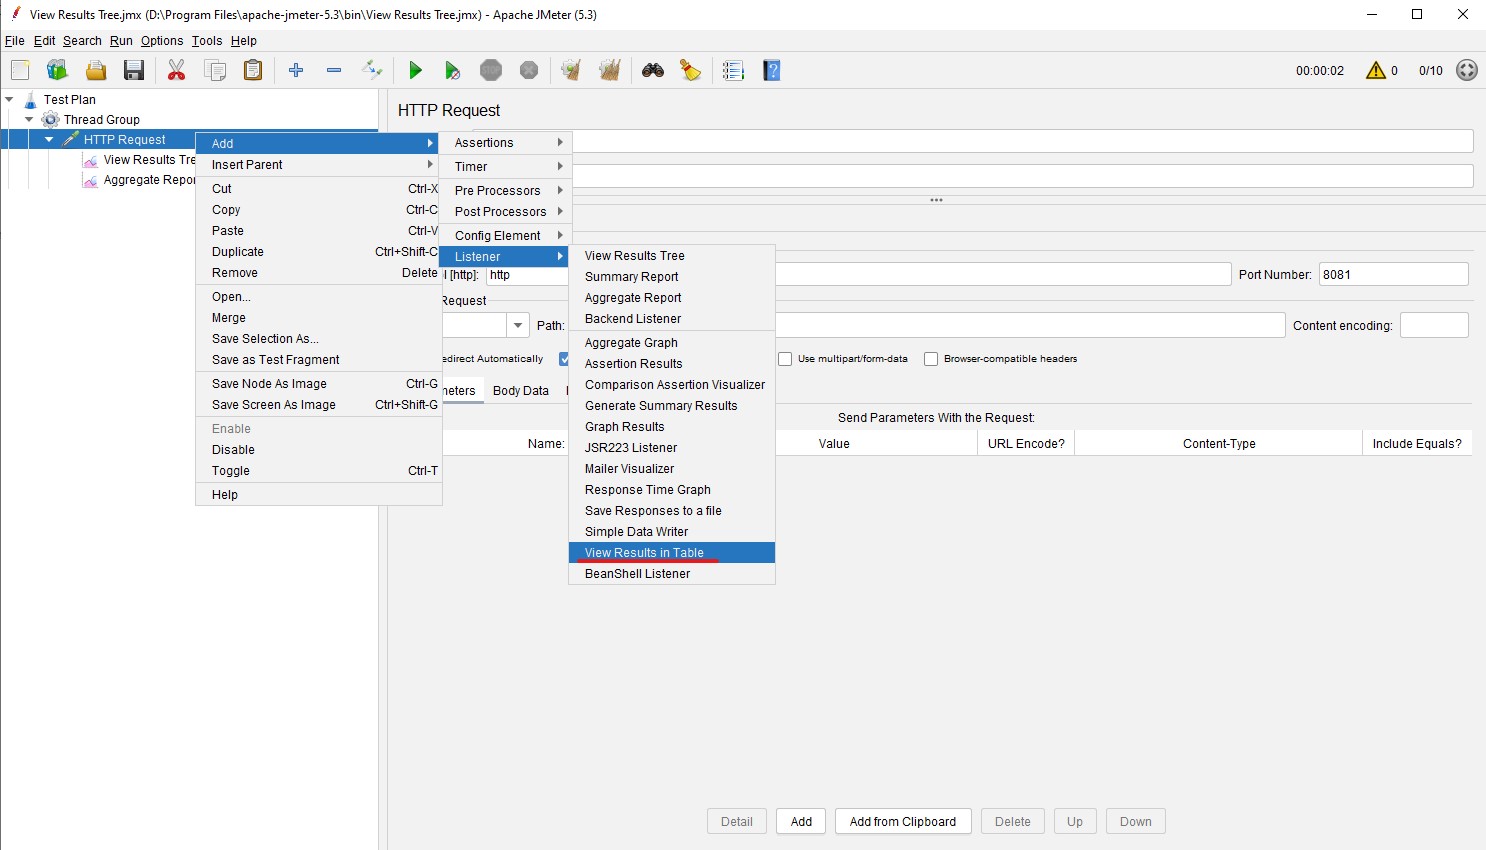 View Results Tree.jmx (D:\Program Files\apache-jmeter-5.3\bin\View Results Tree.jmx) - Apache JMeter (5.3)
File Edit Search Run Options Tools Help
STOP 00:00:02 0 0/10
Test Plan
Thread Group
HTTP Request
View Results Tre
Aggregate Repor
Add
Insert Parent
Cut Ctrl-X
Copy Ctrl-C
Paste Ctrl-V
Duplicate Ctrl+Shift-C
Remove Delete
Open...
Merge
Save Selection As...
Save as Test Fragment
Save Node As Image Ctrl-G
Save Screen As Image Ctrl+Shift-G
Enable
Disable
Toggle Ctrl-T
Help
Assertions
Timer
Pre Processors
Post Processors
Config Element
Listener
View Results Tree
Summary Report
Aggregate Report
Backend Listener
Aggregate Graph
Assertion Results
Comparison Assertion Visualizer
Generate Summary Results
Graph Results
JSR223 Listener
Mailer Visualizer
Response Time Graph
Save Responses to a file
Simple Data Writer
View Results in Table
BeanShell Listener
HTTP Request
l [http]: http Port Number: 8081
Request
Path: Content encoding:
edirect Automatically Use multipart/form-data Browser-compatible headers
neters Body Data
Send Parameters With the Request:
Name: Value URL Encode? Content-Type Include Equals?
Detail Add Add from Clipboard Delete Up Down